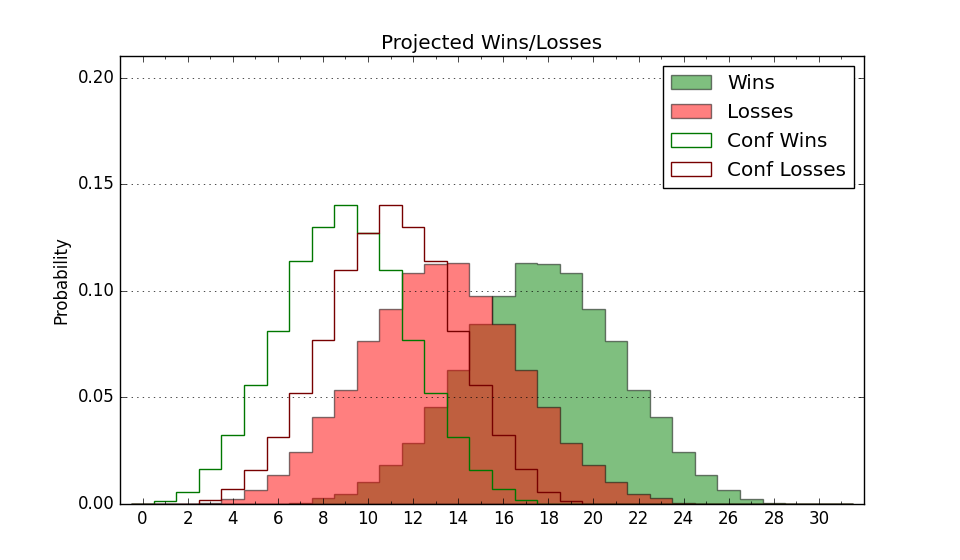 Projected Wins/Losses
0.20
0.15
0.10
0.05
0.00
Probability
Wins
Losses
Conf Wins
Conf Losses
0 2 4 6 8 10 12 14 16 18 20 22 24 26 28 30